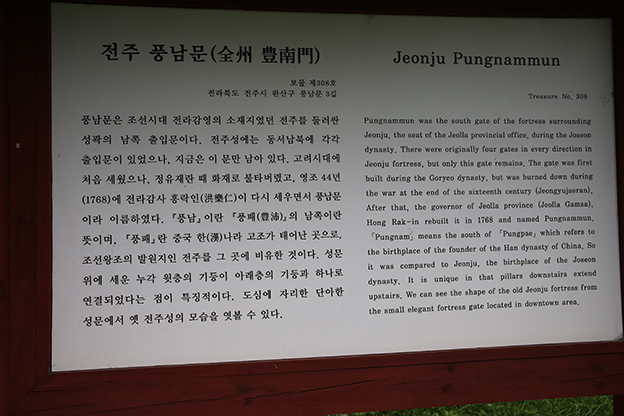 전주 풍남문(全州 豊南門)
보물 제308호
전라북도 전주시 완산구 풍남문 3길
풍남문은 조선시대 전라감영의 소재지였던 전주를 둘러싼
성곽의 남쪽 출입문이다. 전주성에는 동서남북에 각각
출입문이 있었으나, 지금은 이 문만 남아 있다. 고려시대에
처음 세웠으나, 정유재란 때 화재로 불타버렸고, 영조 44년
(1768)에 전라감사 홍락인(洪樂仁)이 다시 세우면서 풍남문
이라 이름하였다. 『풍남』이란 『풍패(豊沛)』의 남쪽이란
뜻이며, 『풍패』란 중국 한(漢)나라 고조가 태어난 곳으로,
조선왕조의 발원지인 전주를 그 곳에 비유한 것이다. 성문
위에 세운 누각 윗층의 기둥이 아래층의 기둥과 하나로
연결되었다는 점이 특징적이다. 도심에 자리한 단아한
성문에서 옛 전주성의 모습을 엿볼 수 있다.
Jeonju Pungnammun
Treasure No. 308
Pungnammun was the south gate of the fortress surrounding
Jeonju, the seat of the Jeolla provincial office, during the Joseon
dynasty. There were originally four gates in every direction in
Jeonju fortress, but only this gate remains. The gate was first
built during the Goryeo dynasty, but was burned down during
the war at the end of the sixteenth century (Jeongyujaeran).
After that, the governor of Jeolla province (Jeolla Gamsa),
Hong Rak-in rebuilt it in 1768 and named Pungnammun.
「Pungnam」 means the south of 「Pungpae」 which refers to
the birthplace of the founder of the Han dynasty of China. So
it was compared to Jeonju, the birthplace of the Joseon
dynasty. It is unique in that pillars downstairs extend
upstairs. We can see the shape of the old Jeonju fortress from
the small elegant fortress gate located in downtown area.